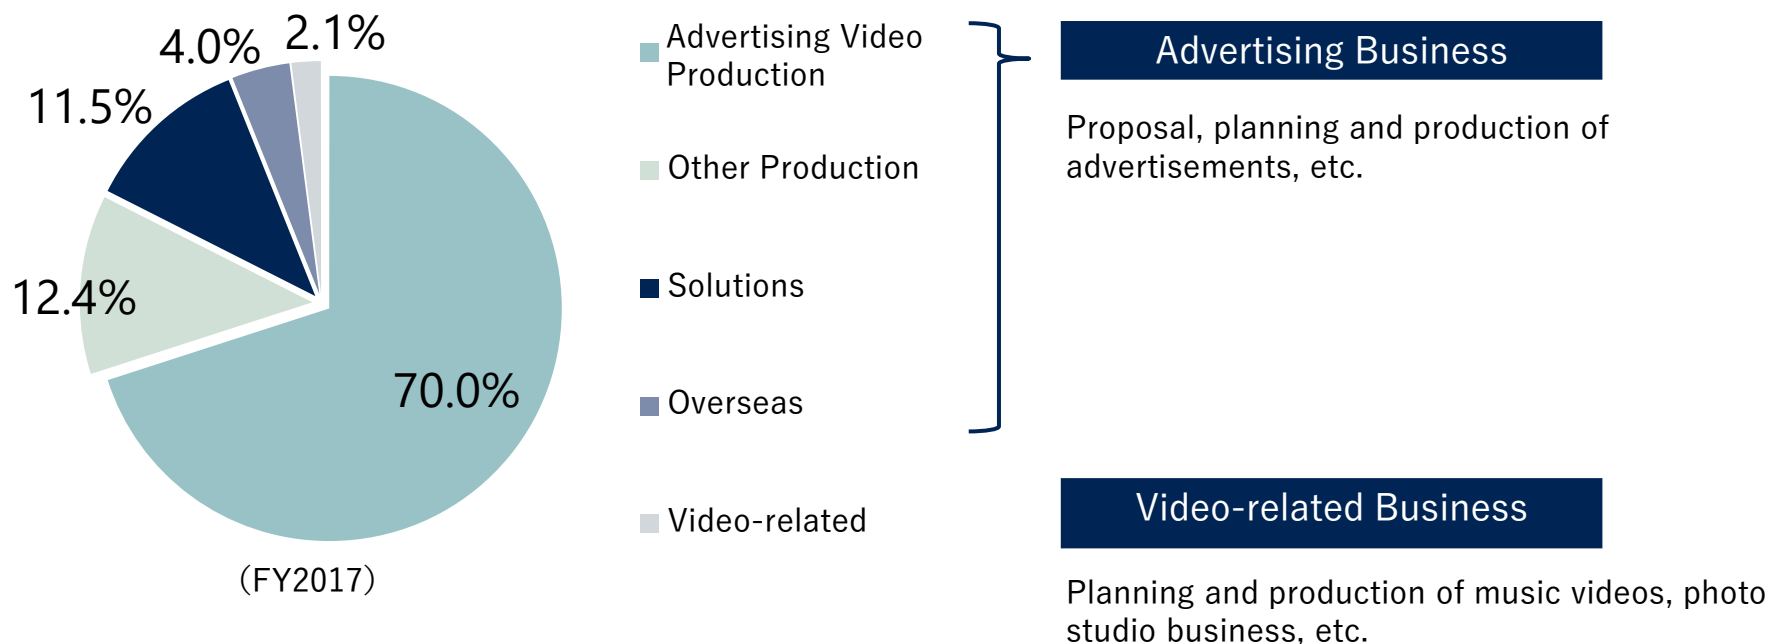 2.1%
4.0%
11.5%
12.4%
70.0%
(FY2017)
Advertising Video
Production
Other Production
Solutions
Overseas
Video-related
Advertising Business
Proposal, planning and production of
advertisements, etc.
Video-related Business
Planning and production of music videos, photo
studio business, etc.